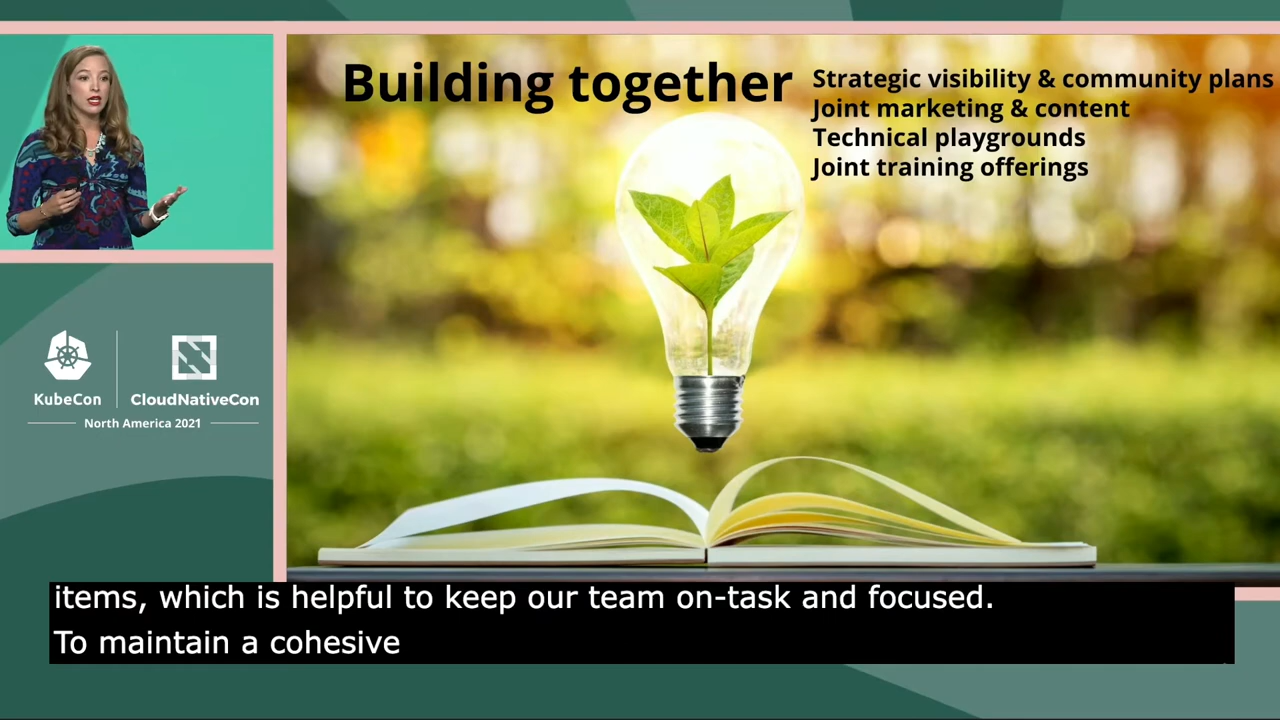 Building together
Strategic visibility & community plans
Joint marketing & content
Technical playgrounds
Joint training offerings
KubeCon
CloudNativeCon
North America 2021
items, which is helpful to keep our team on-task and focused.
To maintain a cohesive